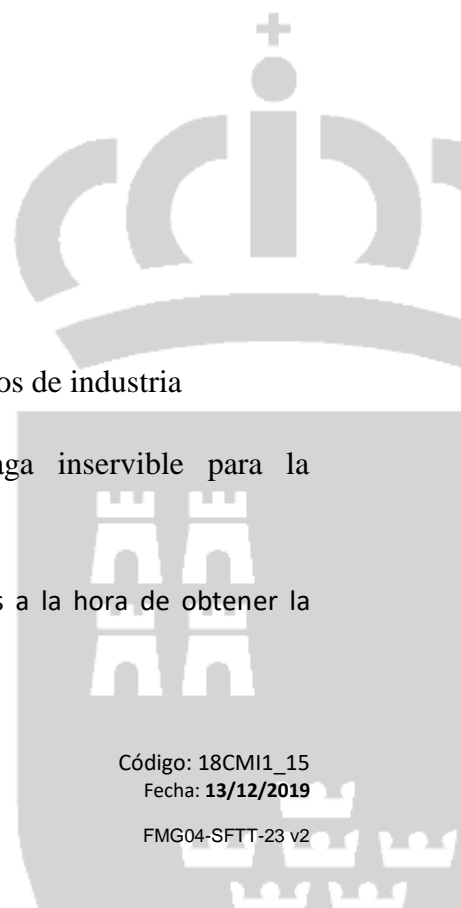 os de industria
aga inservible para la
s a la hora de obtener la
Código: 18CMI1_15
Fecha: 13/12/2019
FMG04-SFTT-23 v2